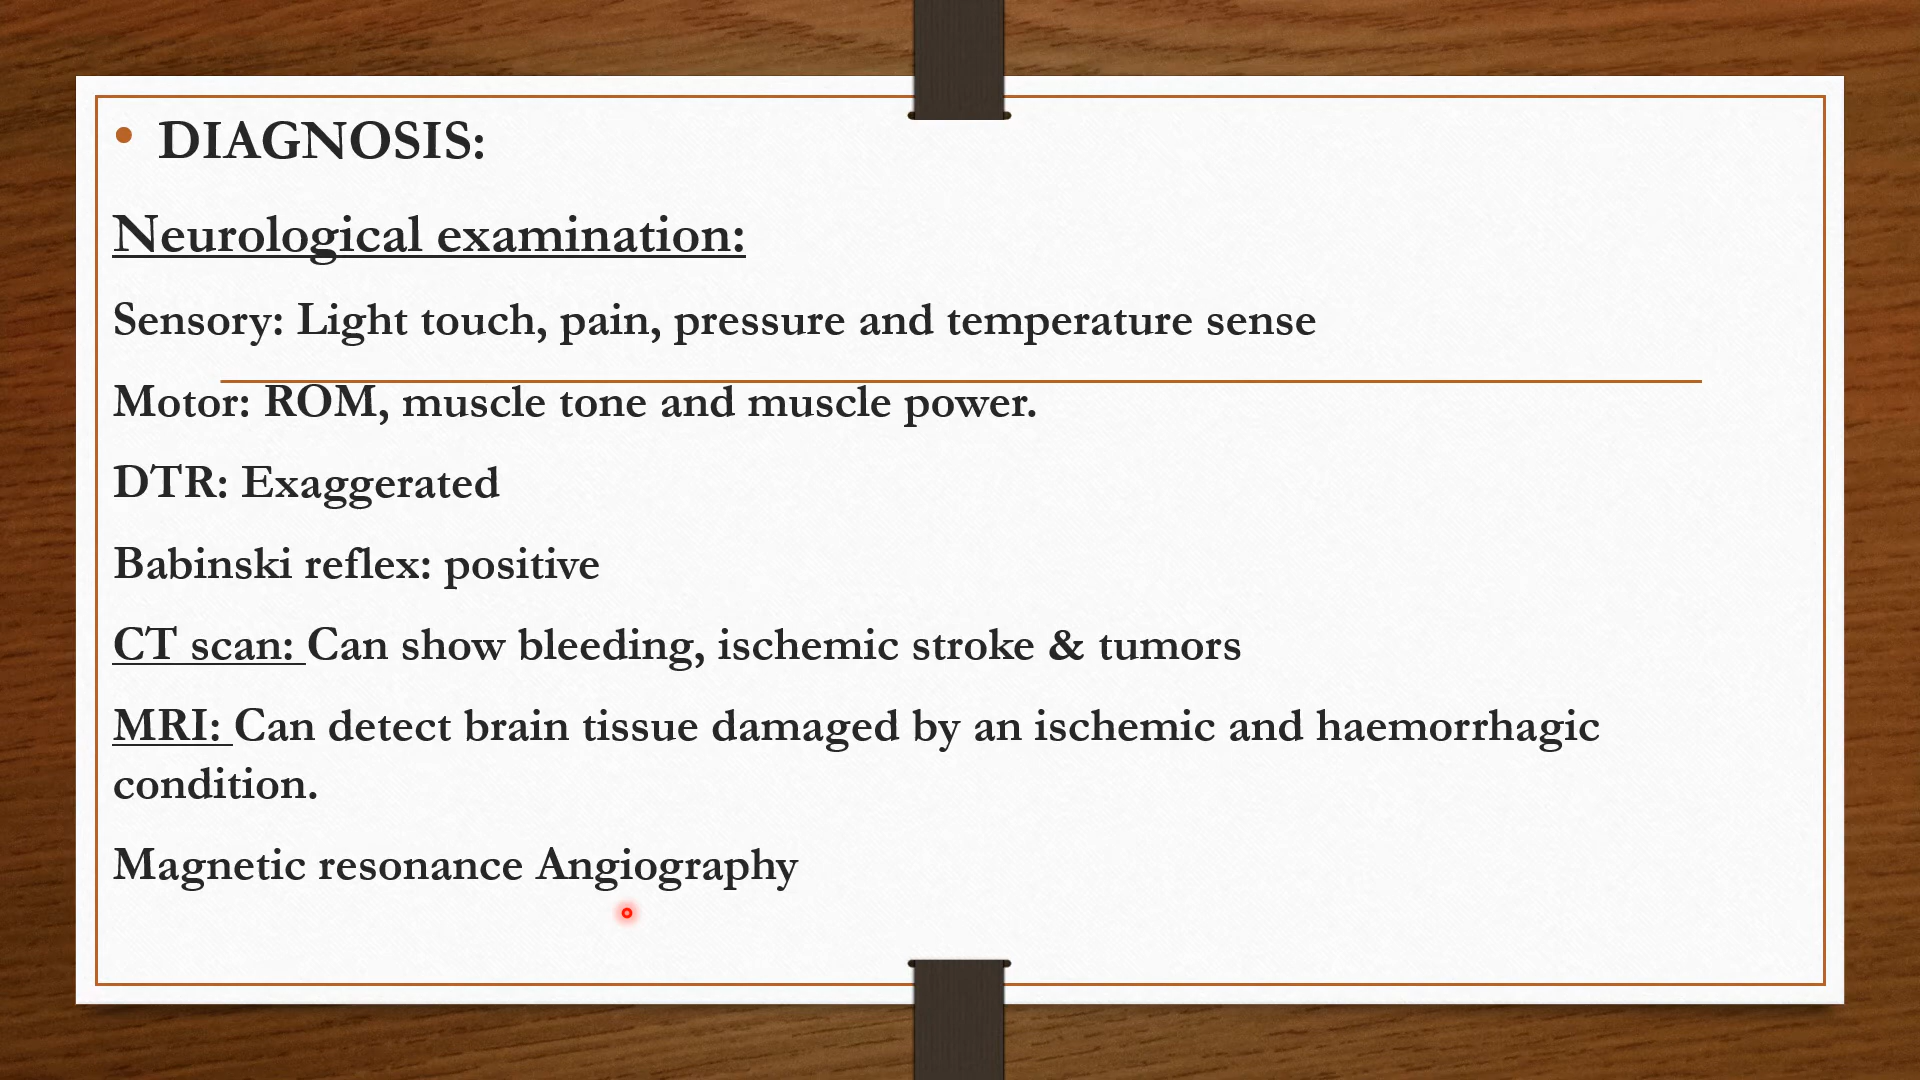 • DIAGNOSIS:
Neurological examination:
Sensory: Light touch, pain, pressure and temperature sense
Motor: ROM, muscle tone and muscle power.
DTR: Exaggerated
Babinski reflex: positive
CT scan: Can show bleeding, ischemic stroke & tumors
MRI: Can detect brain tissue damaged by an ischemic and haemorrhagic
condition.
Magnetic resonance Angiography